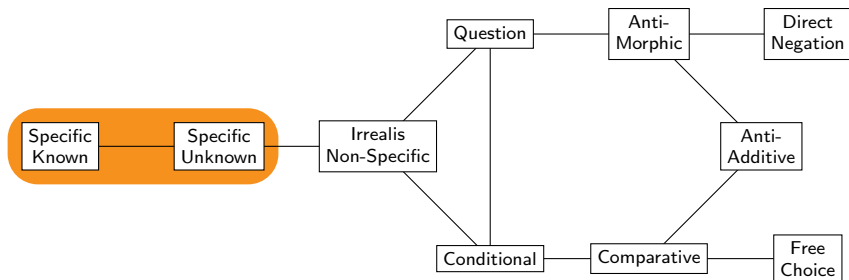 Question
Anti-
Morphic
Direct
Negation
Specific
Known
Specific
Unknown
Irrealis
Non-Specific
Anti-
Additive
Conditional
Comparative
Free
Choice